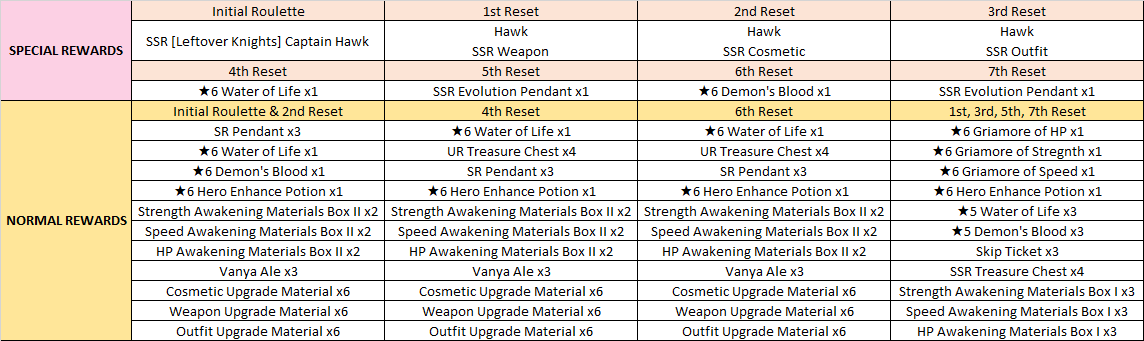 SPECIAL REWARDS
Initial Roulette 1st Reset 2nd Reset 3rd Reset
SSR [Leftover Knights] Captain Hawk
Hawk Hawk Hawk
SSR Weapon SSR Cosmetic SSR Outfit
4th Reset 5th Reset 6th Reset 7th Reset
★6 Water of Life x1 SSR Evolution Pendant x1 ★6 Demon's Blood x1 SSR Evolution Pendant x1
NORMAL REWARDS
Initial Roulette & 2nd Reset 4th Reset 6th Reset 1st, 3rd, 5th, 7th Reset
SR Pendant x3 ★6 Water of Life x1 ★6 Water of Life x1 ★6 Griamore of HP x1
★6 Water of Life x1 UR Treasure Chest x4 UR Treasure Chest x4 ★6 Griamore of Stregnth x1
★6 Demon's Blood x1 SR Pendant x3 SR Pendant x3 ★6 Griamore of Speed x1
★6 Hero Enhance Potion x1 ★6 Hero Enhance Potion x1 ★6 Hero Enhance Potion x1 ★6 Hero Enhance Potion x1
Strength Awakening Materials Box II x2 Strength Awakening Materials Box II x2 Strength Awakening Materials Box II x2 ★5 Water of Life x3
Speed Awakening Materials Box II x2 Speed Awakening Materials Box II x2 Speed Awakening Materials Box II x2 ★5 Demon's Blood x3
HP Awakening Materials Box II x2 HP Awakening Materials Box II x2 HP Awakening Materials Box II x2 Skip Ticket x3
Vanya Ale x3 Vanya Ale x3 Vanya Ale x3 SSR Treasure Chest x4
Cosmetic Upgrade Material x6 Cosmetic Upgrade Material x6 Cosmetic Upgrade Material x6 Strength Awakening Materials Box I x3
Weapon Upgrade Material x6 Weapon Upgrade Material x6 Weapon Upgrade Material x6 Speed Awakening Materials Box I x3
Outfit Upgrade Material x6 Outfit Upgrade Material x6 Outfit Upgrade Material x6 HP Awakening Materials Box I x3